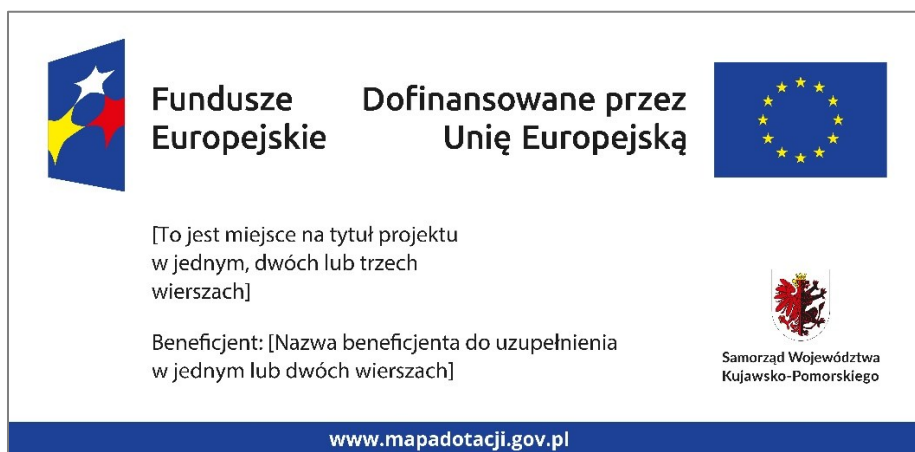 Fundusze
Europejskie
Dofinansowane przez
Unię Europejską
[To jest miejsce na tytuł projektu
w jednym, dwóch lub trzech
wierszach]
Beneficjent: [Nazwa beneficjenta do uzupełnienia
w jednym lub dwóch wierszach]
Samorząd Województwa
Kujawsko-Pomorskiego
www.mapadotacji.gov.pl